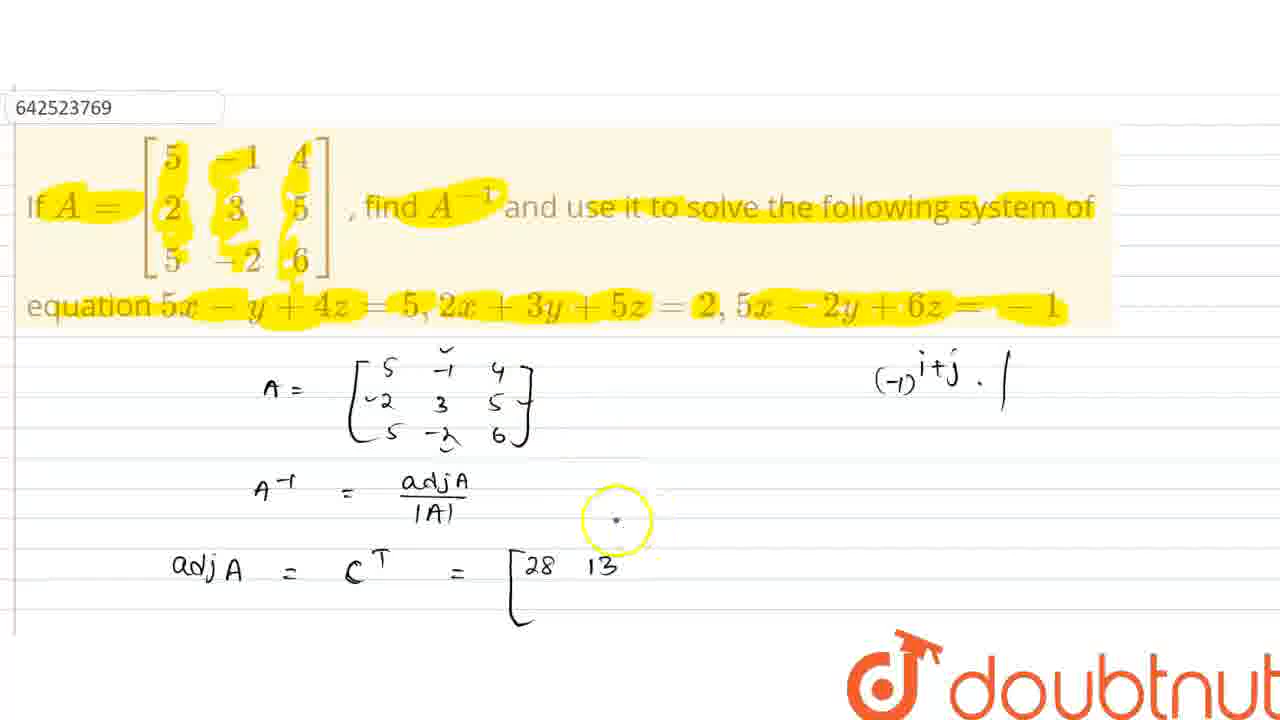 642523769
If A = [5 −1 4
2 3 5
5 −2 6] , find A⁻¹ and use it to solve the following system of
equation 5x − y + 4z = 5, 2x + 3y + 5z = 2, 5x − 2y + 6z = − 1
A = [5 -1 4
2 3 5
5 -2 6]
(-1)^(i+j) · |
A⁻¹ = adjA / |A|
adj A = C^T = [28 13
doubtnut